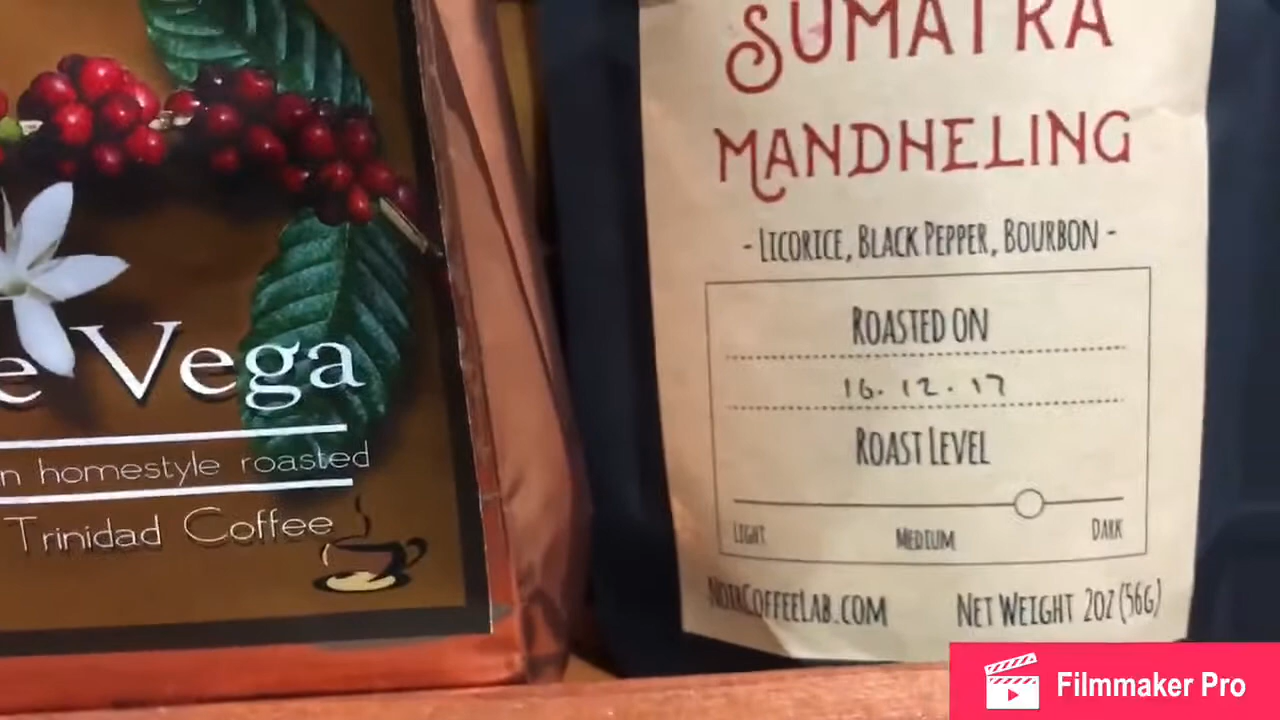 e Vega
n homestyle roasted
Trinidad Coffee
SUMATRA
MANDHELING
- LICORICE, BLACK PEPPER, BOURBON -
ROASTED ON
16.12.17
ROAST LEVEL
LIGHT MEDIUM DARK
NOIRCOFFEELAB.COM NET WEIGHT 2OZ (56G)
Filmmaker Pro